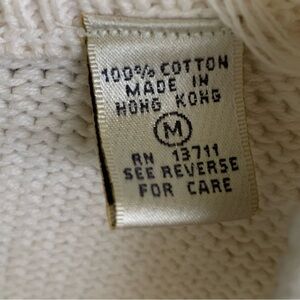 100% COTTON
MADE IN
HONG KONG
M
RN 13711
SEE REVERSE
FOR CARE